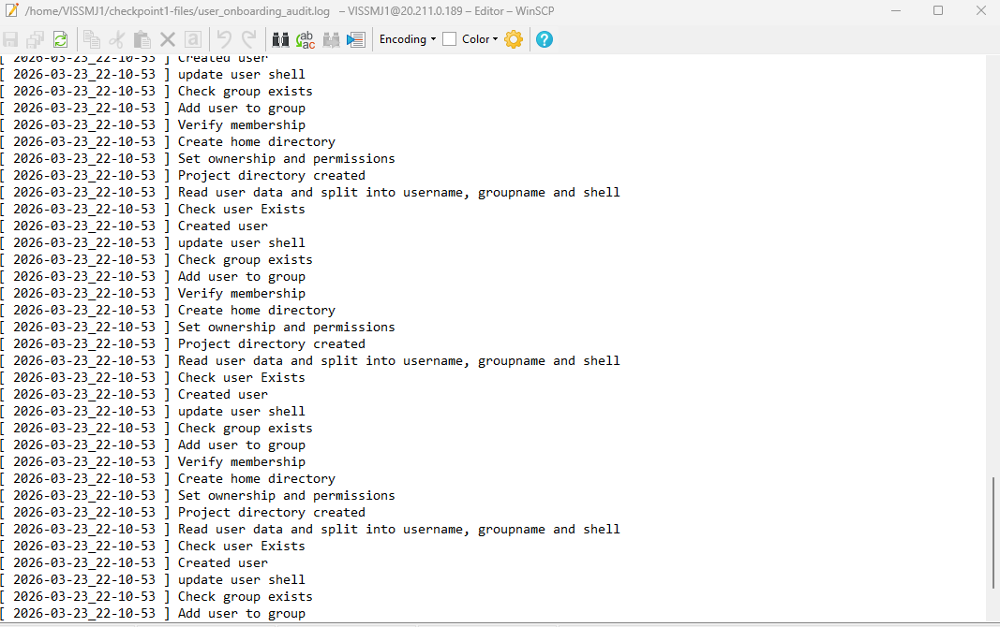 /home/VISSMJ1/checkpoint1-files/user_onboarding_audit.log – VISSMJ1@20.211.0.189 – Editor – WinSCP
Encoding Color
[ 2026-03-23_22-10-53 ] Created user
[ 2026-03-23_22-10-53 ] update user shell
[ 2026-03-23_22-10-53 ] Check group exists
[ 2026-03-23_22-10-53 ] Add user to group
[ 2026-03-23_22-10-53 ] Verify membership
[ 2026-03-23_22-10-53 ] Create home directory
[ 2026-03-23_22-10-53 ] Set ownership and permissions
[ 2026-03-23_22-10-53 ] Project directory created
[ 2026-03-23_22-10-53 ] Read user data and split into username, groupname and shell
[ 2026-03-23_22-10-53 ] Check user Exists
[ 2026-03-23_22-10-53 ] Created user
[ 2026-03-23_22-10-53 ] update user shell
[ 2026-03-23_22-10-53 ] Check group exists
[ 2026-03-23_22-10-53 ] Add user to group
[ 2026-03-23_22-10-53 ] Verify membership
[ 2026-03-23_22-10-53 ] Create home directory
[ 2026-03-23_22-10-53 ] Set ownership and permissions
[ 2026-03-23_22-10-53 ] Project directory created
[ 2026-03-23_22-10-53 ] Read user data and split into username, groupname and shell
[ 2026-03-23_22-10-53 ] Check user Exists
[ 2026-03-23_22-10-53 ] Created user
[ 2026-03-23_22-10-53 ] update user shell
[ 2026-03-23_22-10-53 ] Check group exists
[ 2026-03-23_22-10-53 ] Add user to group
[ 2026-03-23_22-10-53 ] Verify membership
[ 2026-03-23_22-10-53 ] Create home directory
[ 2026-03-23_22-10-53 ] Set ownership and permissions
[ 2026-03-23_22-10-53 ] Project directory created
[ 2026-03-23_22-10-53 ] Read user data and split into username, groupname and shell
[ 2026-03-23_22-10-53 ] Check user Exists
[ 2026-03-23_22-10-53 ] Created user
[ 2026-03-23_22-10-53 ] update user shell
[ 2026-03-23_22-10-53 ] Check group exists
[ 2026-03-23_22-10-53 ] Add user to group